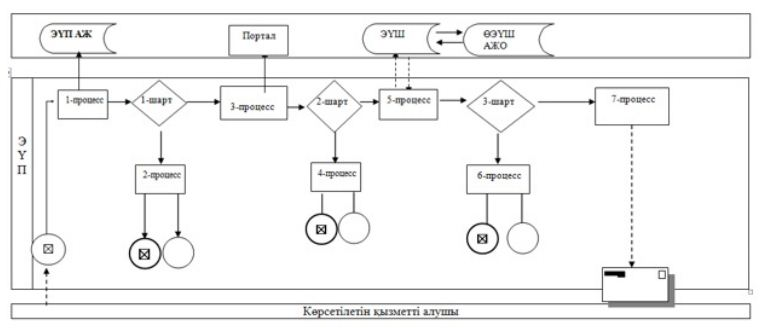 ЭҮП АЖ
Портал
ЭҮШ
ӨЭҮШ
АЖО
1-процесс
1-шарт
3-процесс
2-шарт
5-процесс
3-шарт
7-процесс
Э
Ү
П
2-процесс
4-процесс
6-процесс
Көрсетілетін қызметті алушы